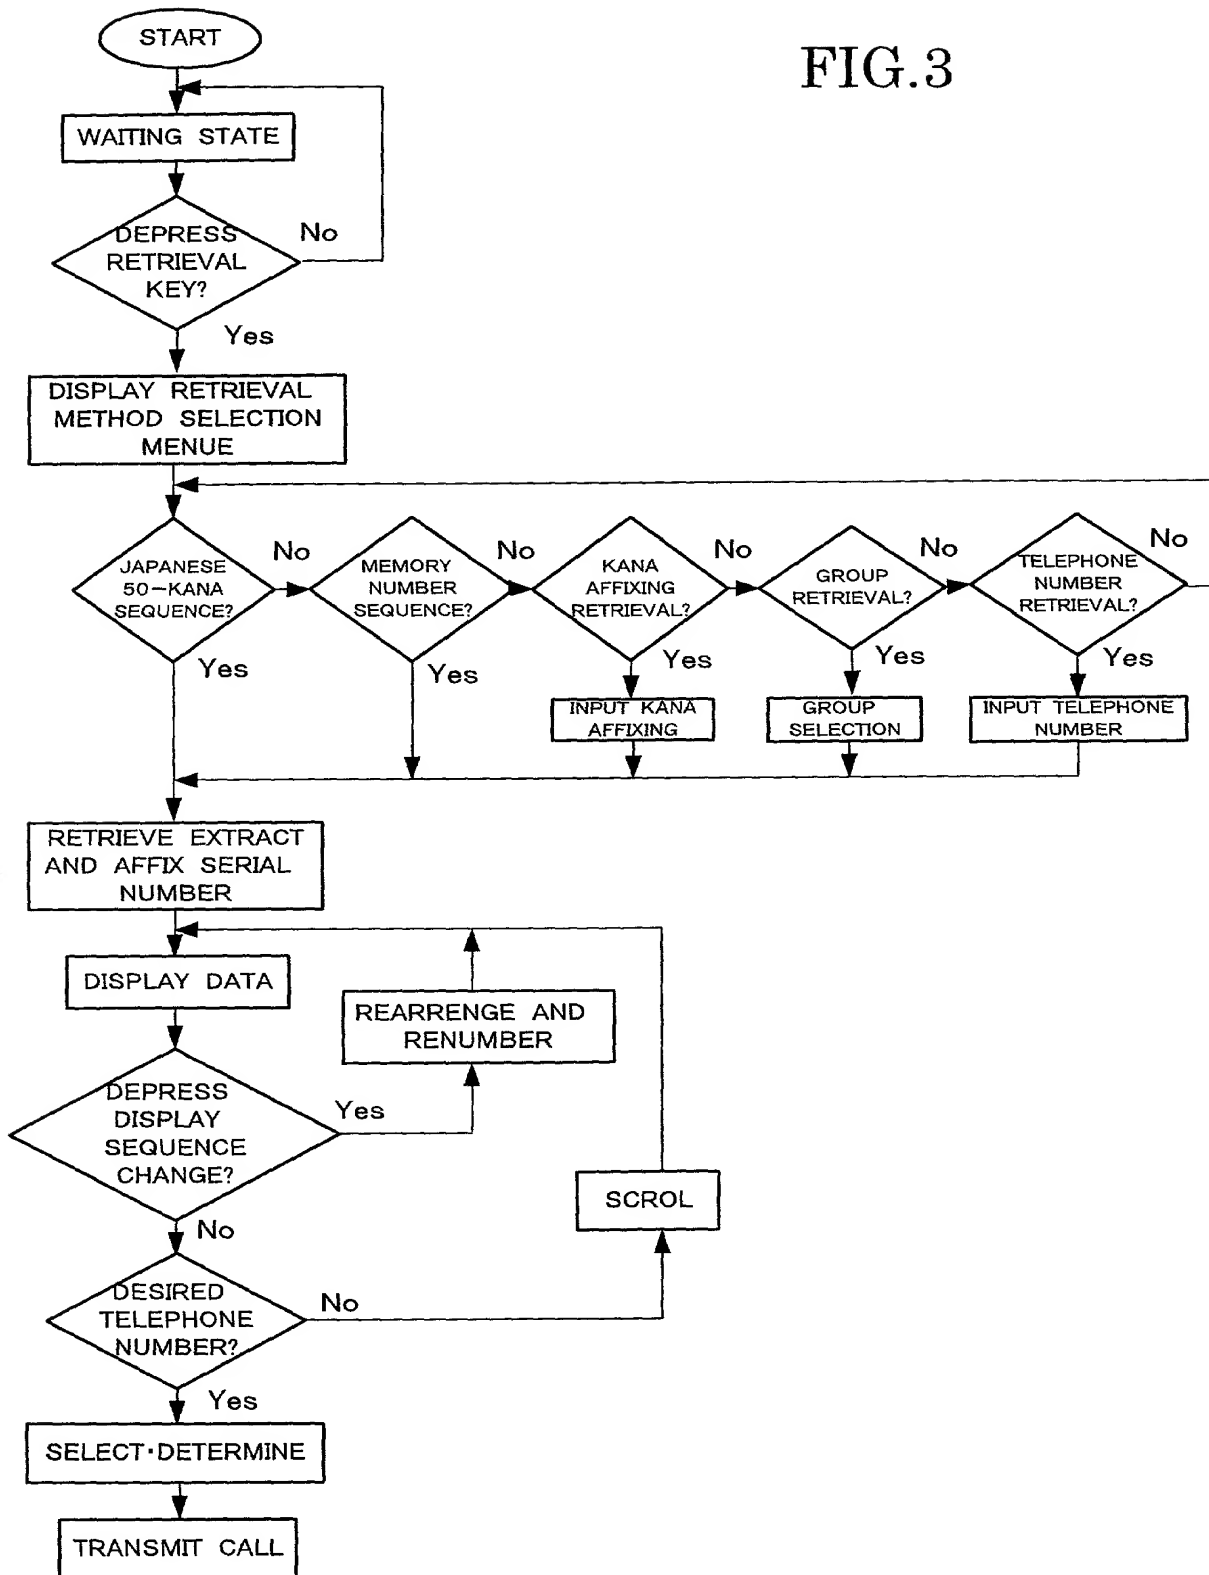 START
FIG.3
WAITING STATE
DEPRESS
RETRIEVAL
KEY?
No
Yes
DISPLAY RETRIEVAL
METHOD SELECTION
MENUE
JAPANESE
50-KANA
SEQUENCE?
No
Yes
MEMORY
NUMBER
SEQUENCE?
No
Yes
KANA
AFFIXING
RETRIEVAL?
No
Yes
GROUP
RETRIEVAL?
No
Yes
TELEPHONE
NUMBER
RETRIEVAL?
No
Yes
INPUT KANA
AFFIXING
GROUP
SELECTION
INPUT TELEPHONE
NUMBER
RETRIEVE EXTRACT
AND AFFIX SERIAL
NUMBER
DISPLAY DATA
REARRENGE AND
RENUMBER
DEPRESS
DISPLAY
SEQUENCE
CHANGE?
Yes
No
SCROL
DESIRED
TELEPHONE
NUMBER?
No
Yes
SELECT·DETERMINE
TRANSMIT CALL